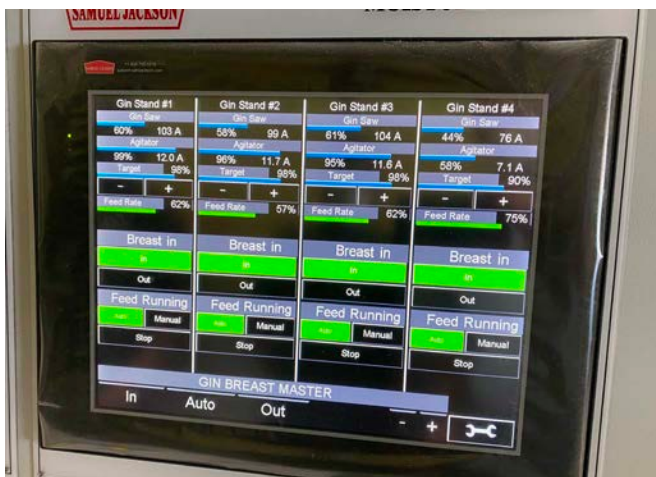 SAMUEL JACKSON
Gin Stand #1
Gin Saw
60% 103 A
Agitator
99% 12.0 A
Target 98%
- +
Feed Rate 62%
Breast in
In
Out
Feed Running
Auto Manual
Stop
Gin Stand #2
Gin Saw
58% 99 A
Agitator
96% 11.7 A
Target 98%
- +
Feed Rate 57%
Breast in
In
Out
Feed Running
Auto Manual
Stop
Gin Stand #3
Gin Saw
61% 104 A
Agitator
95% 11.6 A
Target 98%
- +
Feed Rate 62%
Breast in
In
Out
Feed Running
Auto Manual
Stop
Gin Stand #4
Gin Saw
44% 76 A
Agitator
58% 7.1 A
Target 90%
- +
Feed Rate 75%
Breast in
In
Out
Feed Running
Auto Manual
Stop
GIN BREAST MASTER
In Auto Out - +